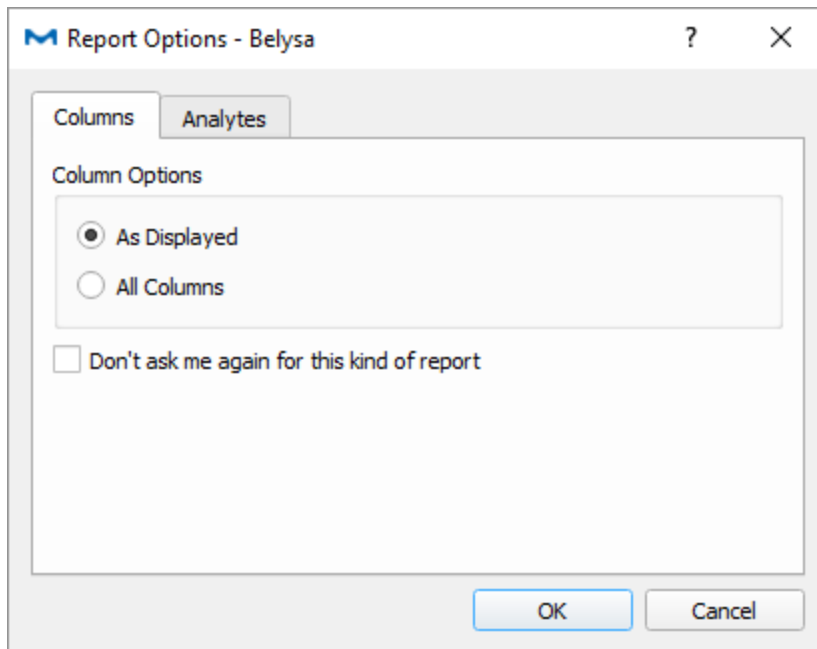 Report Options - Belysa
?
Columns
Analytes
Column Options
As Displayed
All Columns
Don't ask me again for this kind of report
OK
Cancel